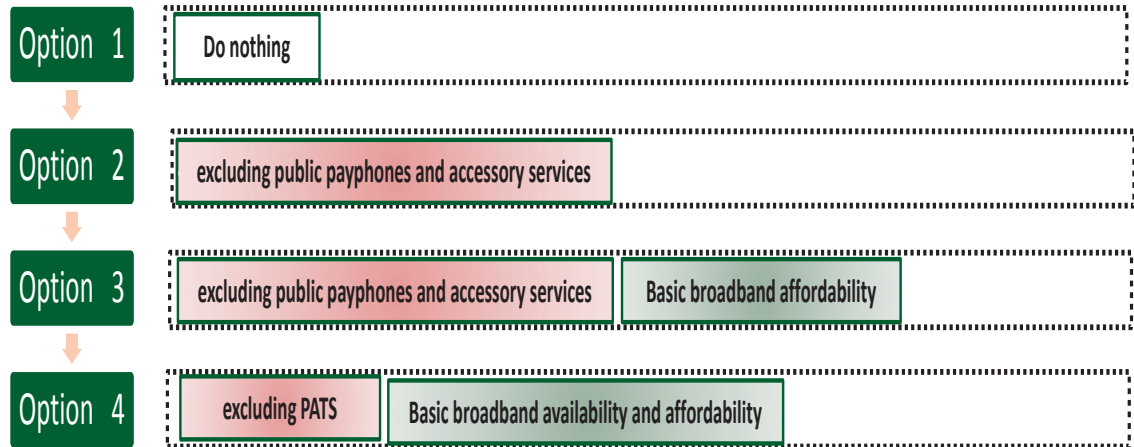 Option 1
Do nothing
Option 2
excluding public payphones and accessory services
Option 3
excluding public payphones and accessory services
Basic broadband affordability
Option 4
excluding PATS
Basic broadband availability and affordability